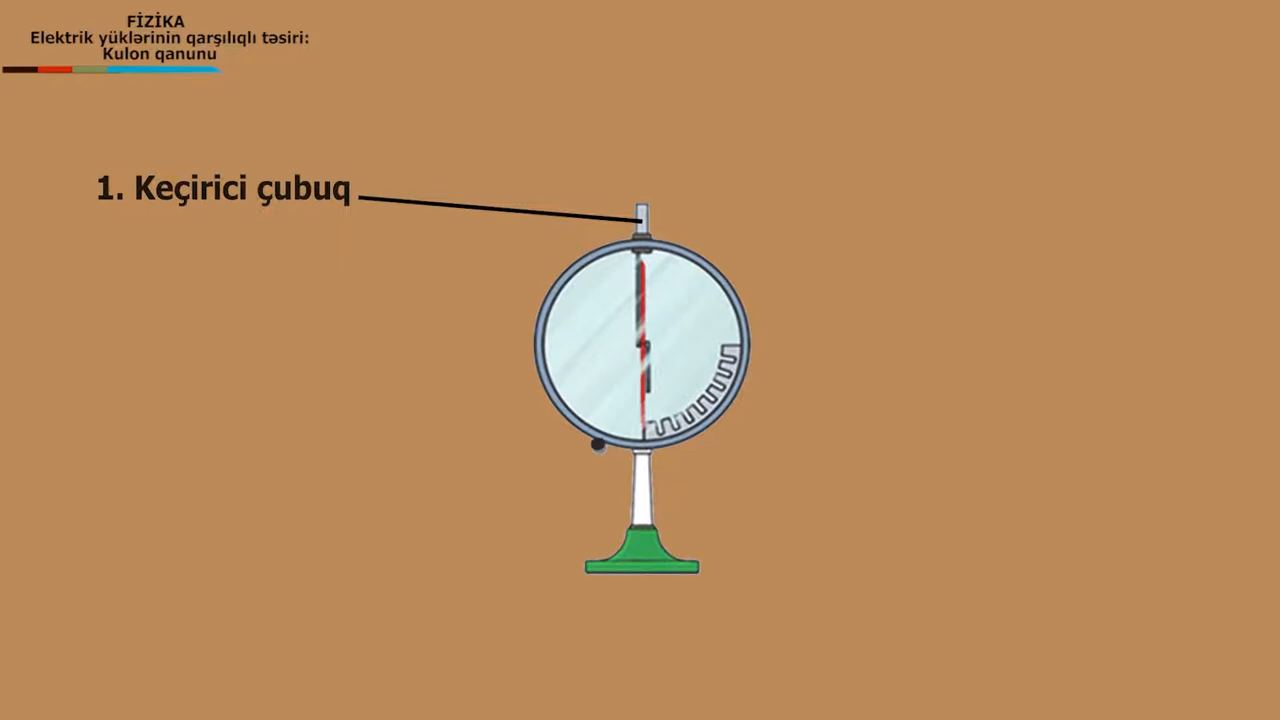 FİZİKA
Elektrik yüklərinin qarşılıqlı təsiri:
Kulon qanunu
1. Keçirici çubuq